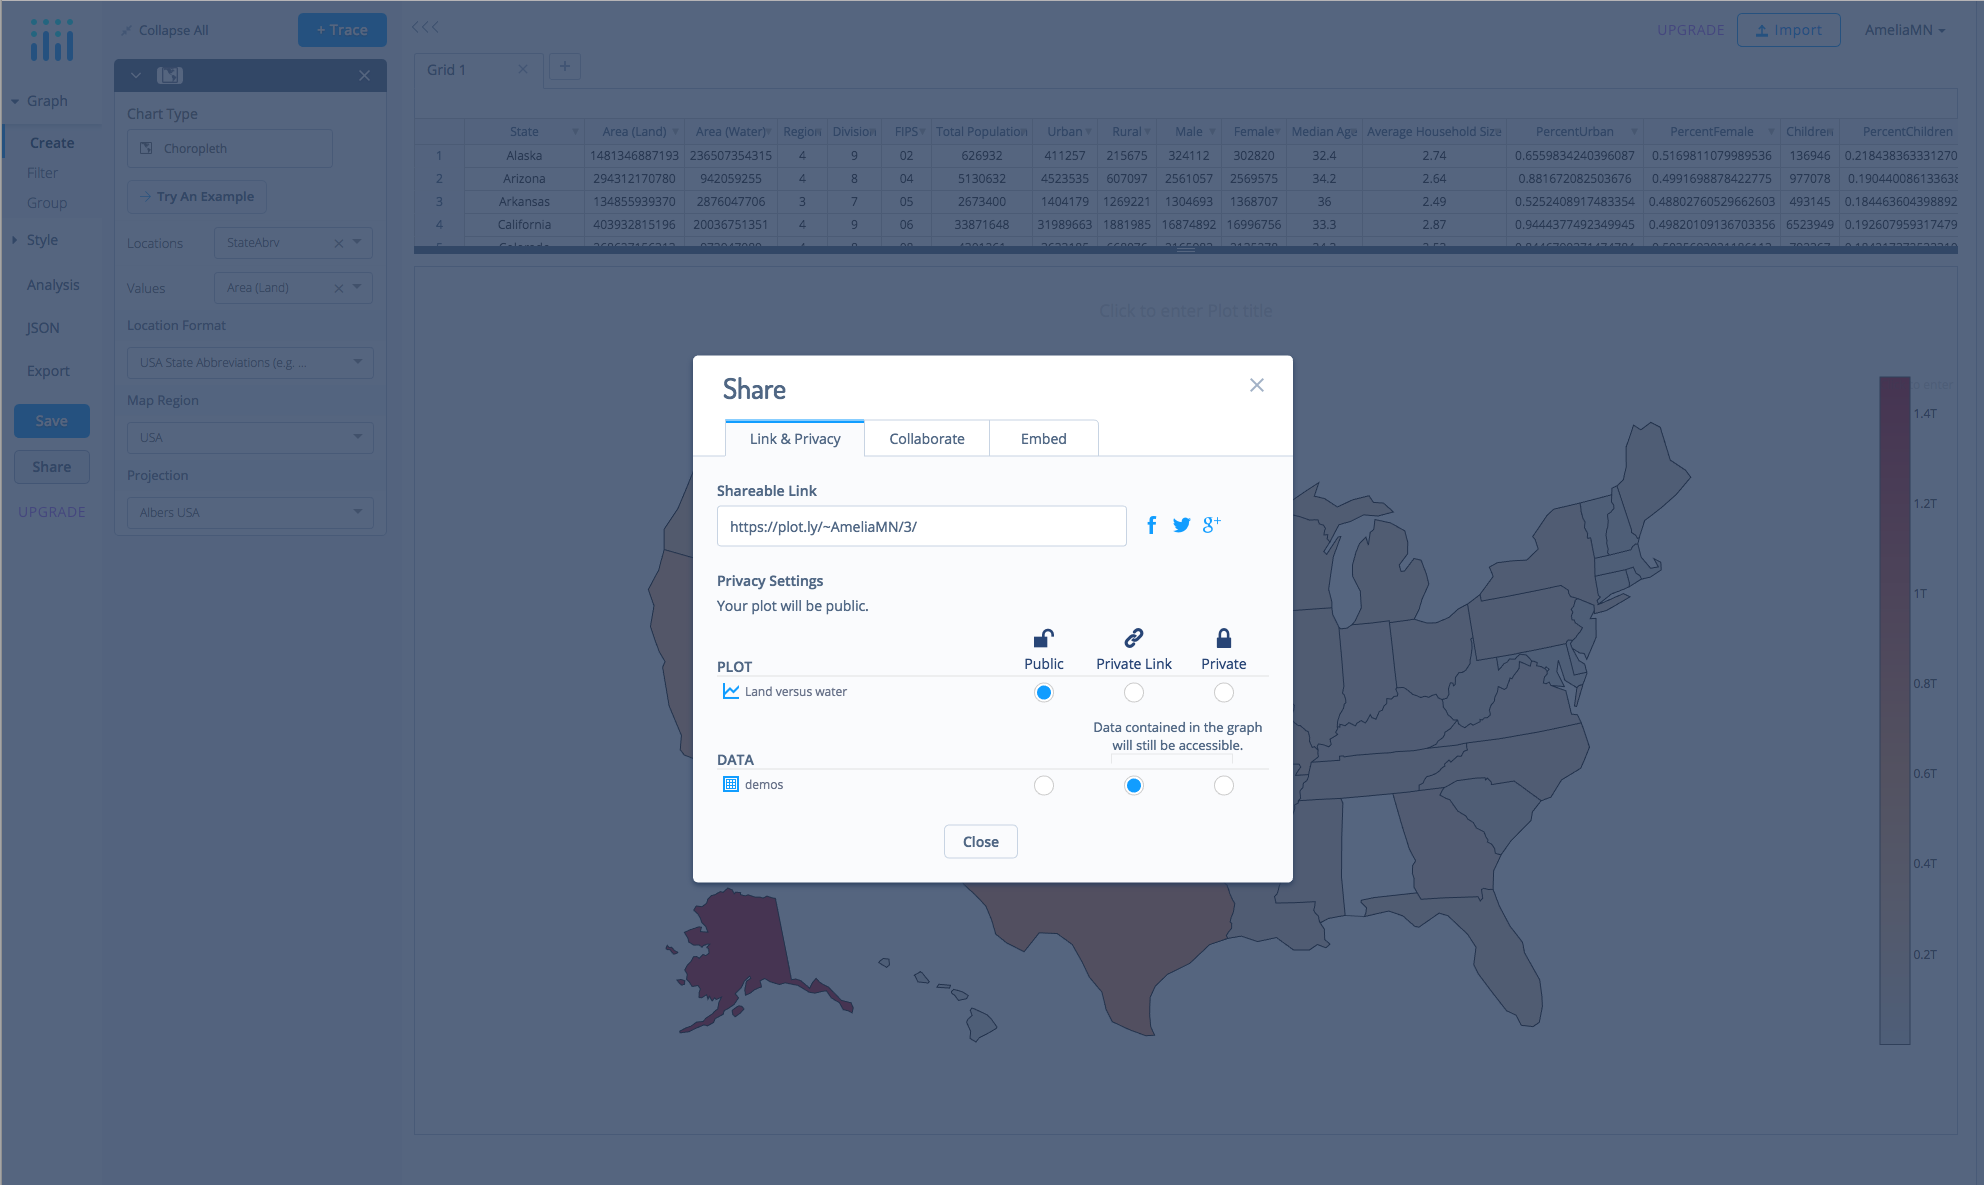 Collapse All
+ Trace
<<<
UPGRADE
Import
AmeliaMN
Grid 1
+
Graph
Create
Filter
Group
Style
Analysis
JSON
Export
Save
Share
UPGRADE
Chart Type
Choropleth
Try An Example
Locations StateAbrv
Values Area (Land)
Location Format
USA State Abbreviations (e.g. ...
Map Region
USA
Projection
Albers USA
State Area (Land) Area (Water) Region Division FIPS Total Population Urban Rural Male Female Median Age Average Household Size PercentUrban PercentFemale Children PercentChildren
1 Alaska 1481346887193 236507354315 4 9 02 626932 411257 215675 324112 302820 32.4 2.74 0.6559834240396087 0.5169811079989536 136946 0.218438363331270
2 Arizona 294312170780 942059255 4 8 04 5130632 4523535 607097 2561057 2569575 34.2 2.64 0.881672082503676 0.4991698878422775 977078 0.190440086133638
3 Arkansas 134855939370 2876047706 3 7 05 2673400 1404179 1269221 1304693 1368707 36 2.49 0.5252408917483354 0.48802760529662603 493145 0.184463604398892
4 California 403932815196 20036751351 4 9 06 33871648 31989663 1881985 16874892 16996756 33.3 2.87 0.9444377492349945 0.498201091367033​56 6523949 0.192607959317479
Click to enter Plot title
1.4T
1.2T
1T
0.8T
0.6T
0.4T
0.2T
Share
Link & Privacy
Collaborate
Embed
Shareable Link
https://plot.ly/~AmeliaMN/3/
Privacy Settings
Your plot will be public.
PLOT Public Private Link Private
Land versus water
Data contained in the graph
will still be accessible.
DATA
demos
Close